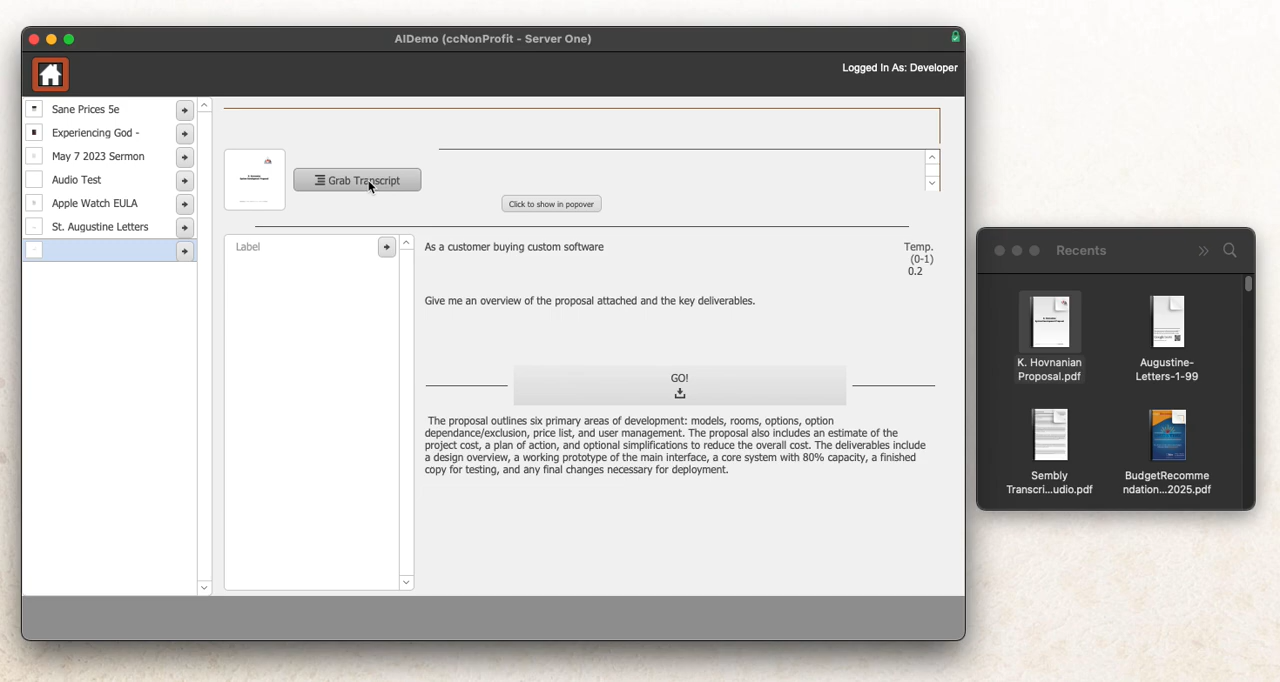 AIDemo (ccNonProfit - Server One)
Logged In As: Developer
Sane Prices 5e
Experiencing God -
May 7 2023 Sermon
Audio Test
Apple Watch EULA
St. Augustine Letters
Grab Transcript
Click to show in popover
Label
As a customer buying custom software
Temp.
(0-1)
0.2
Give me an overview of the proposal attached and the key deliverables.
GO!
The proposal outlines six primary areas of development: models, rooms, options, option
dependance/exclusion, price list, and user management. The proposal also includes an estimate of the
project cost, a plan of action, and optional simplifications to reduce the overall cost. The deliverables include
a design overview, a working prototype of the main interface, a core system with 80% capacity, a finished
copy for testing, and any final changes necessary for deployment.
Recents
K. Hovnanian
Proposal.pdf
Augustine-
Letters-1-99
Sembly
Transcri...udio.pdf
BudgetRecomme
ndation...2025.pdf